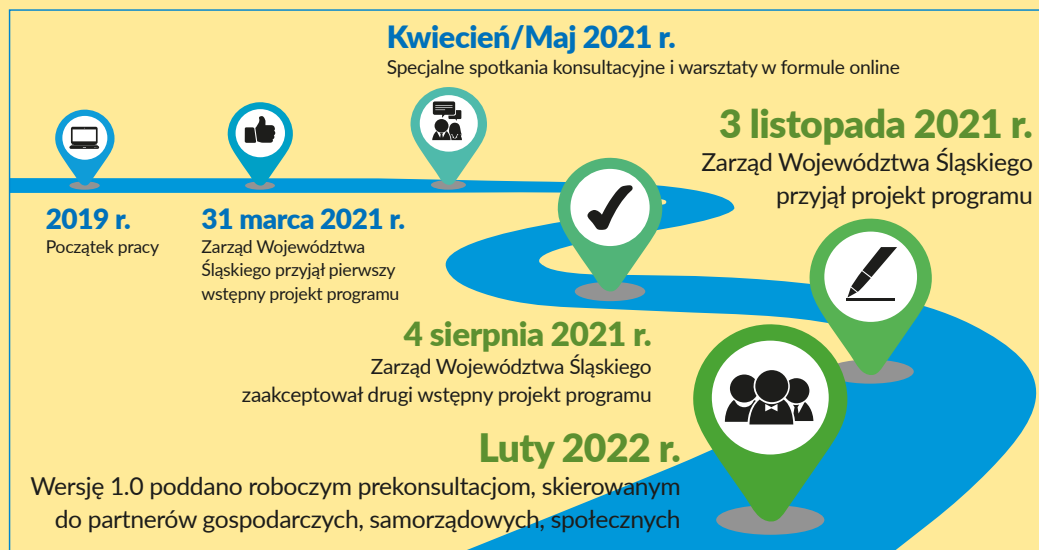 Kwiecień/Maj 2021 r.
Specjalne spotkania konsultacyjne i warsztaty w formule online
2019 r.
Początek pracy
31 marca 2021 r.
Zarząd Województwa
Śląskiego przyjął pierwszy
wstępny projekt programu
3 listopada 2021 r.
Zarząd Województwa Śląskiego
przyjął projekt programu
4 sierpnia 2021 r.
Zarząd Województwa Śląskiego
zaakceptował drugi wstępny projekt programu
Luty 2022 r.
Wersję 1.0 poddano roboczym prekonsultacjom, skierowanym
do partnerów gospodarczych, samorządowych, społecznych